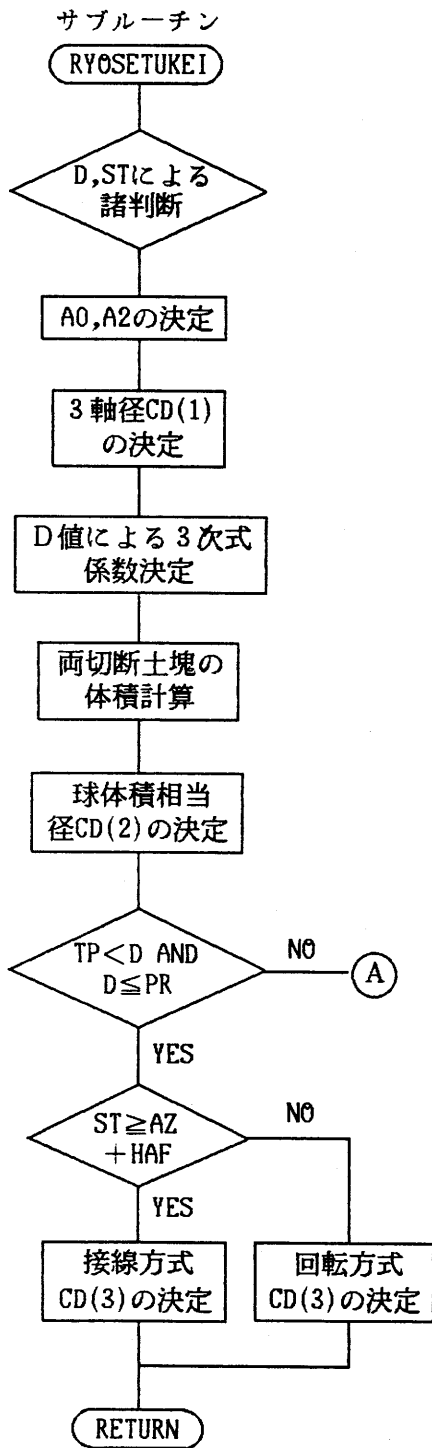 サブルーチン
RYOSETUKEI
D,STによる
諸判断
A0,A2の決定
3軸径CD(1)
の決定
D値による3次式
係数決定
両切断土塊の
体積計算
球体積相当
径CD(2)の決定
TP<D AND
D≦PR
NO
A
YES
ST≧AZ
+HAF
NO
YES
接線方式
CD(3)の決定
回転方式
CD(3)の決定
RETURN